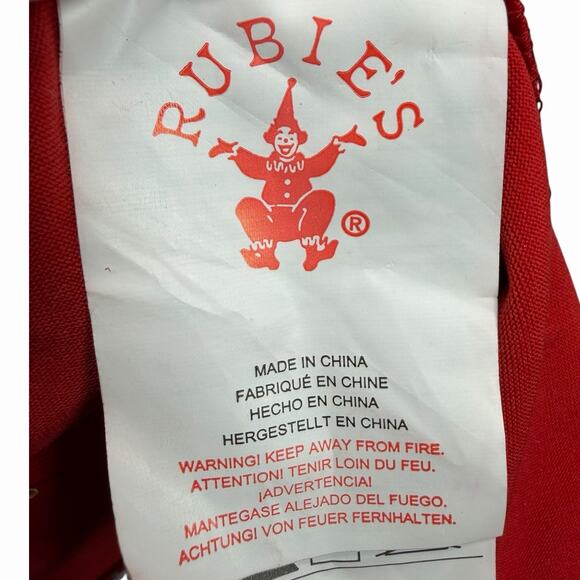 RUBIE'S
®
MADE IN CHINA
FABRIQUÉ EN CHINE
HECHO EN CHINA
HERGESTELLT EN CHINA
WARNING! KEEP AWAY FROM FIRE.
ATTENTION! TENIR LOIN DU FEU.
¡ADVERTENCIA!
MANTEGASE ALEJADO DEL FUEGO.
ACHTUNG! VON FEUER FERNHALTEN.